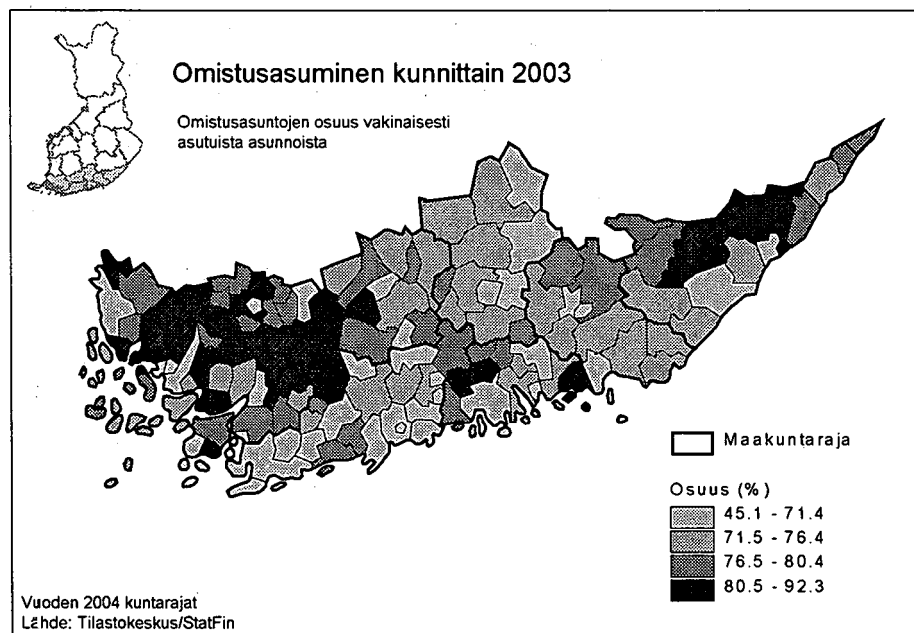 Omistusasuminen kunnittain 2003
Omistusasuntojen osuus vakinaisesti
asutuista asunnoista
Maakuntaraja
Osuus (%)
45.1 - 71.4
71.5 - 76.4
76.5 - 80.4
80.5 - 92.3
Vuoden 2004 kuntarajat
Lähde: Tilastokeskus/StatFin